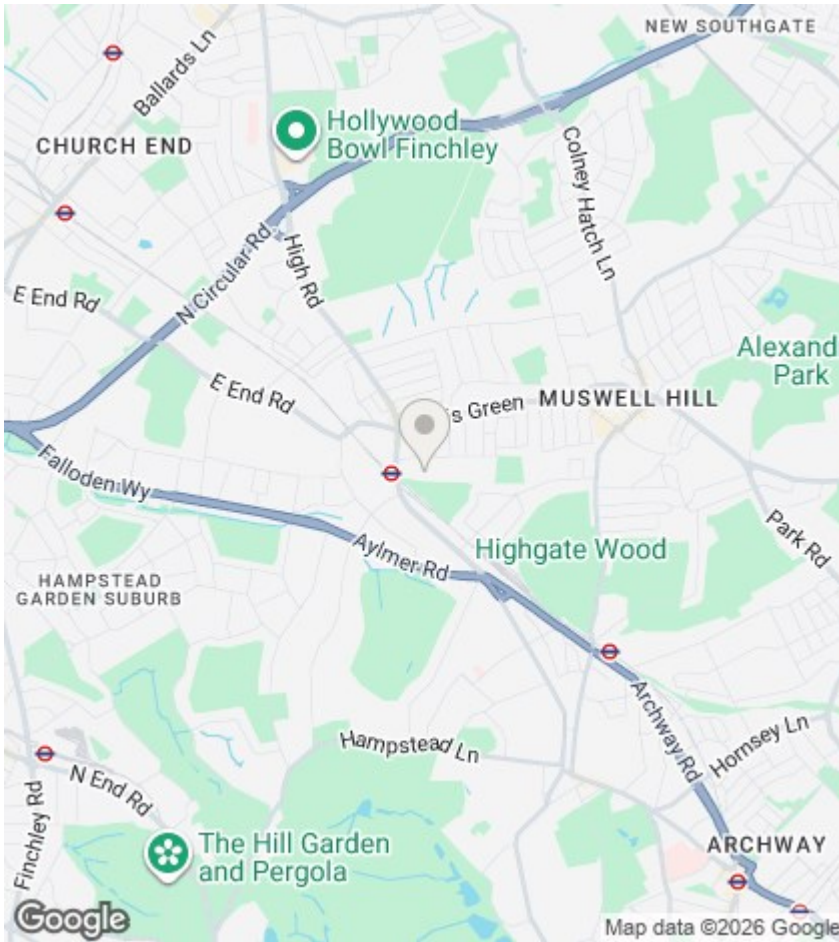 NEW SOUTHGATE
Ballards Ln
CHURCH END
Hollywood
Bowl Finchley
Colney Hatch Ln
N Circular Rd
High Rd
E End Rd
Alexand
Park
E End Rd
is Green
MUSWELL HILL
Falloden Wy
Park Rd
Aylmer Rd
Highgate Wood
HAMPSTEAD
GARDEN SUBURB
Archway Rd
Hornsey Ln
Hampstead Ln
N End Rd
Finchley Rd
The Hill Garden
and Pergola
ARCHWAY
Google
Map data ©2026 Google